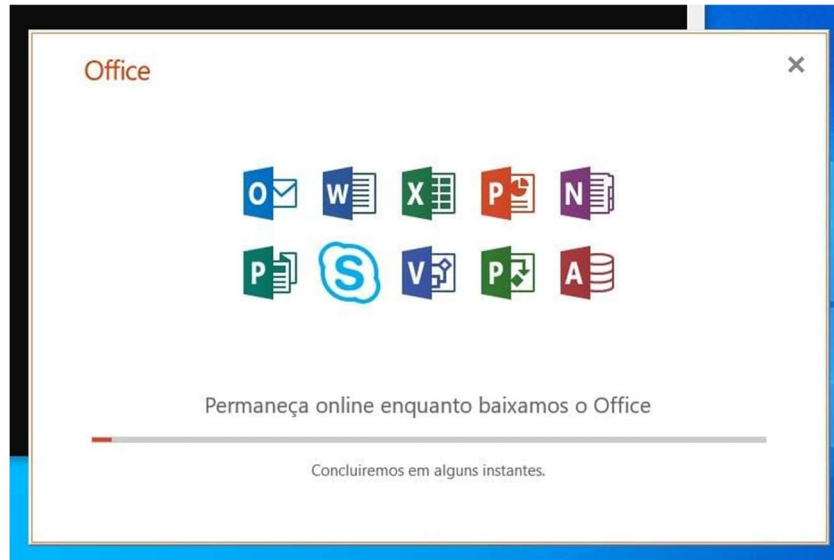 Office
O W X P N
P S V P A
Permaneça online enquanto baixamos o Office
Concluiremos em alguns instantes.